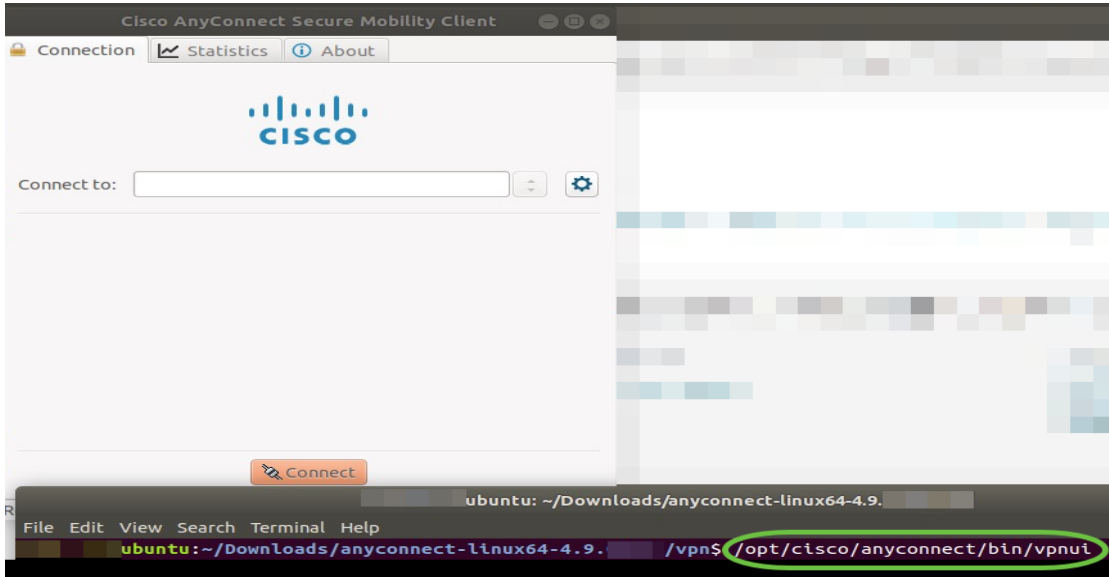 Cisco AnyConnect Secure Mobility Client
Connection Statistics About
CISCO
Connect to:
Connect
R
ubuntu: ~/Downloads/anyconnect-linux64-4.9.
File Edit View Search Terminal Help
ubuntu:~/Downloads/anyconnect-linux64-4.9. /vpn$ /opt/cisco/anyconnect/bin/vpnui